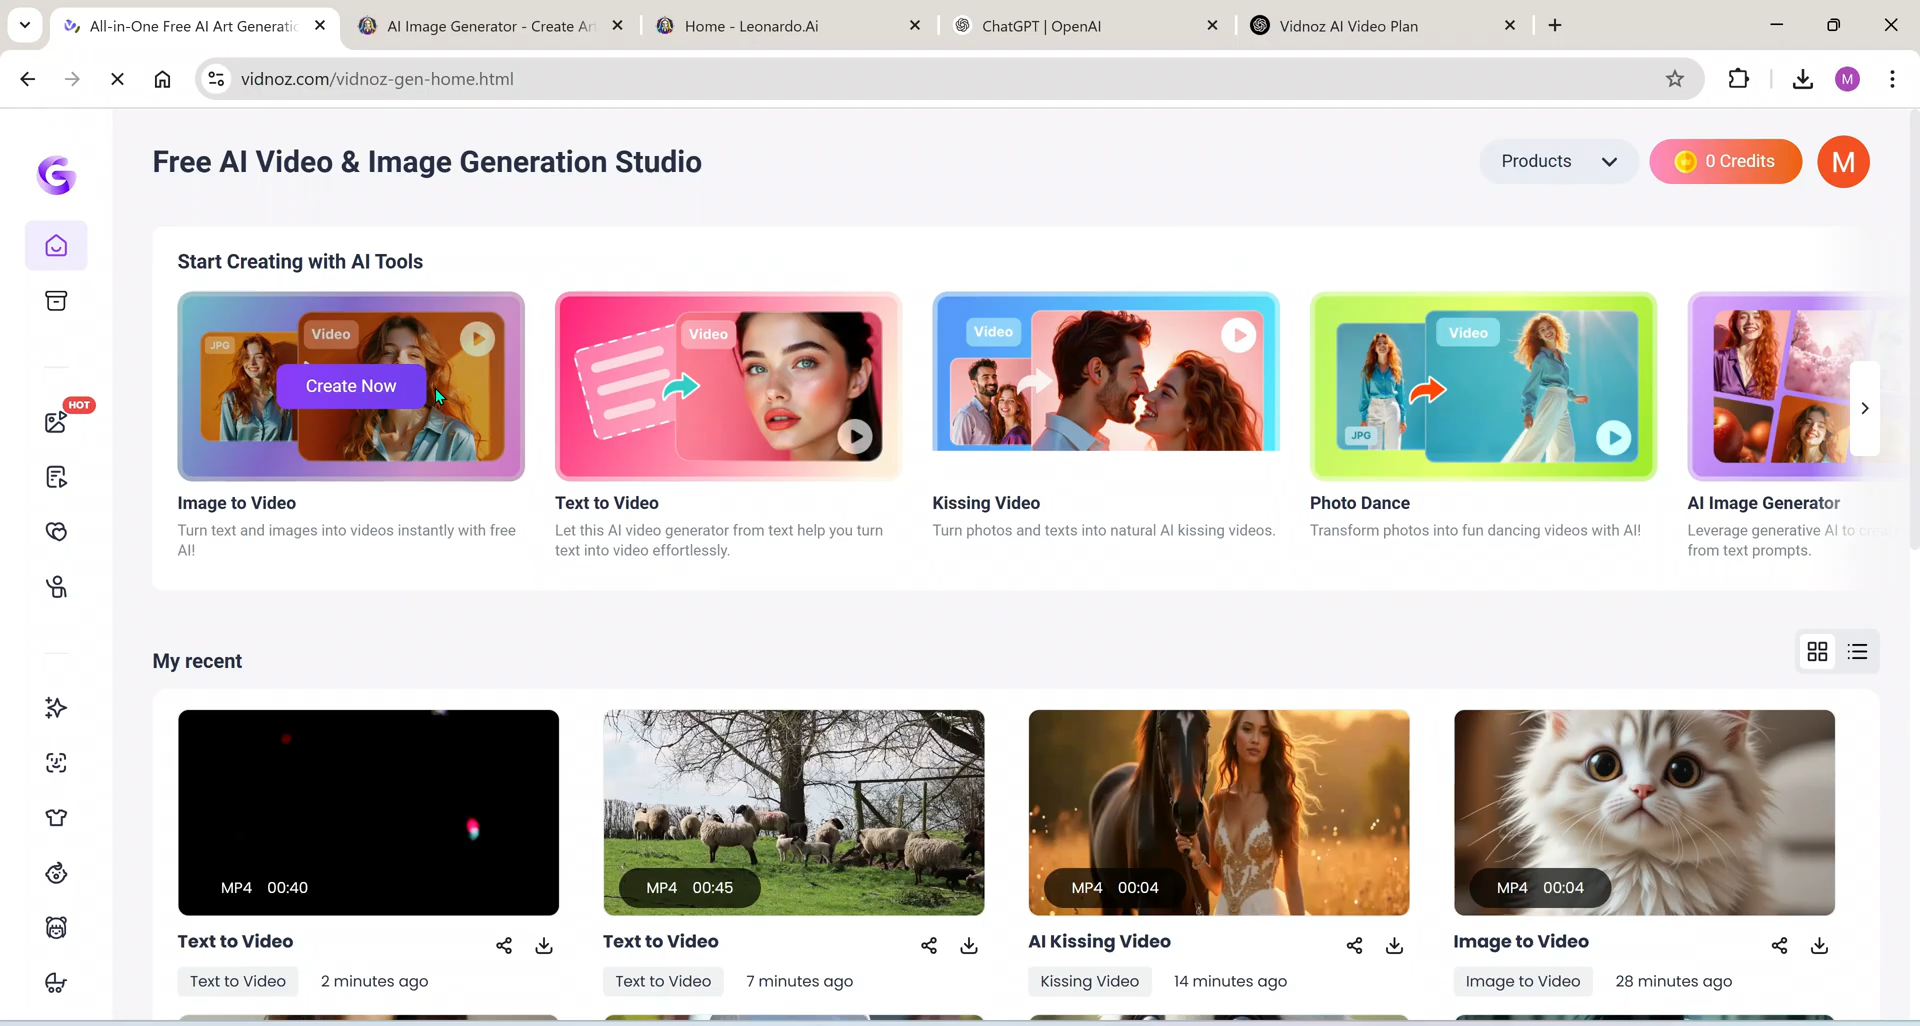 All-in-One Free AI Art Generatio
AI Image Generator - Create Art
Home - Leonardo.Ai
ChatGPT | OpenAI
Vidnoz AI Video Plan
vidnoz.com/vidnoz-gen-home.html
M
Free AI Video & Image Generation Studio
Products
0 Credits
M
Start Creating with AI Tools
JPG
Video
Create Now
Video
Video
JPG
Video
Image to Video
Turn text and images into videos instantly with free
AI!
Text to Video
Let this AI video generator from text help you turn
text into video effortlessly.
Kissing Video
Turn photos and texts into natural AI kissing videos.
Photo Dance
Transform photos into fun dancing videos with AI!
AI Image Generator
Leverage generative AI to
from text prompts.
HOT
My recent
MP4 00:40
MP4 00:45
MP4 00:04
MP4 00:04
Text to Video
Text to Video
AI Kissing Video
Image to Video
Text to Video
2 minutes ago
Text to Video
7 minutes ago
Kissing Video
14 minutes ago
Image to Video
28 minutes ago